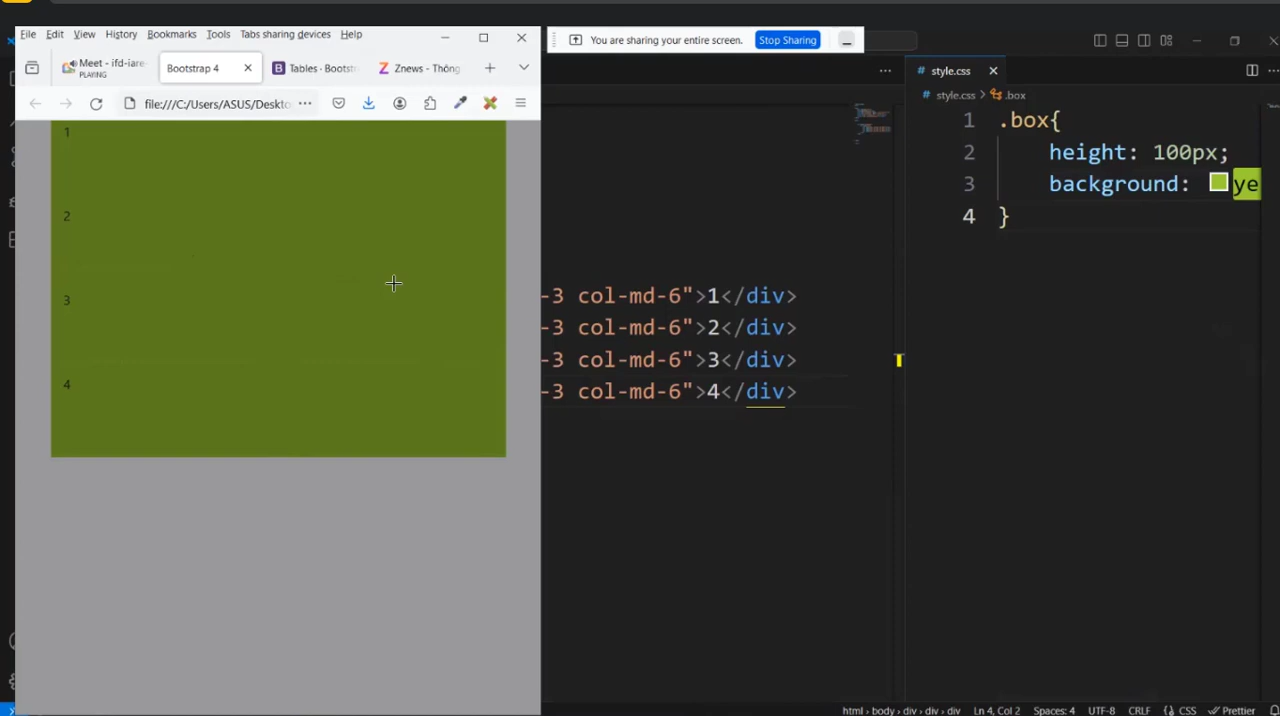 File Edit View History Bookmarks Tools Tabs sharing devices Help
You are sharing your entire screen. Stop Sharing
Meet - ifd-iare-
PLAYING
Bootstrap 4
Tables · Bootstr
Znews - Thông
style.css
file:///C:/Users/ASUS/Deskto
style.css > .box
1 .box{
2 height: 100px;
3 background: ye
4 }
1
2
3
4
-3 col-md-6">1</div>
-3 col-md-6">2</div>
-3 col-md-6">3</div>
-3 col-md-6">4</div>
html › body › div › div › div Ln 4, Col 2 Spaces: 4 UTF-8 CRLF {} CSS Prettier